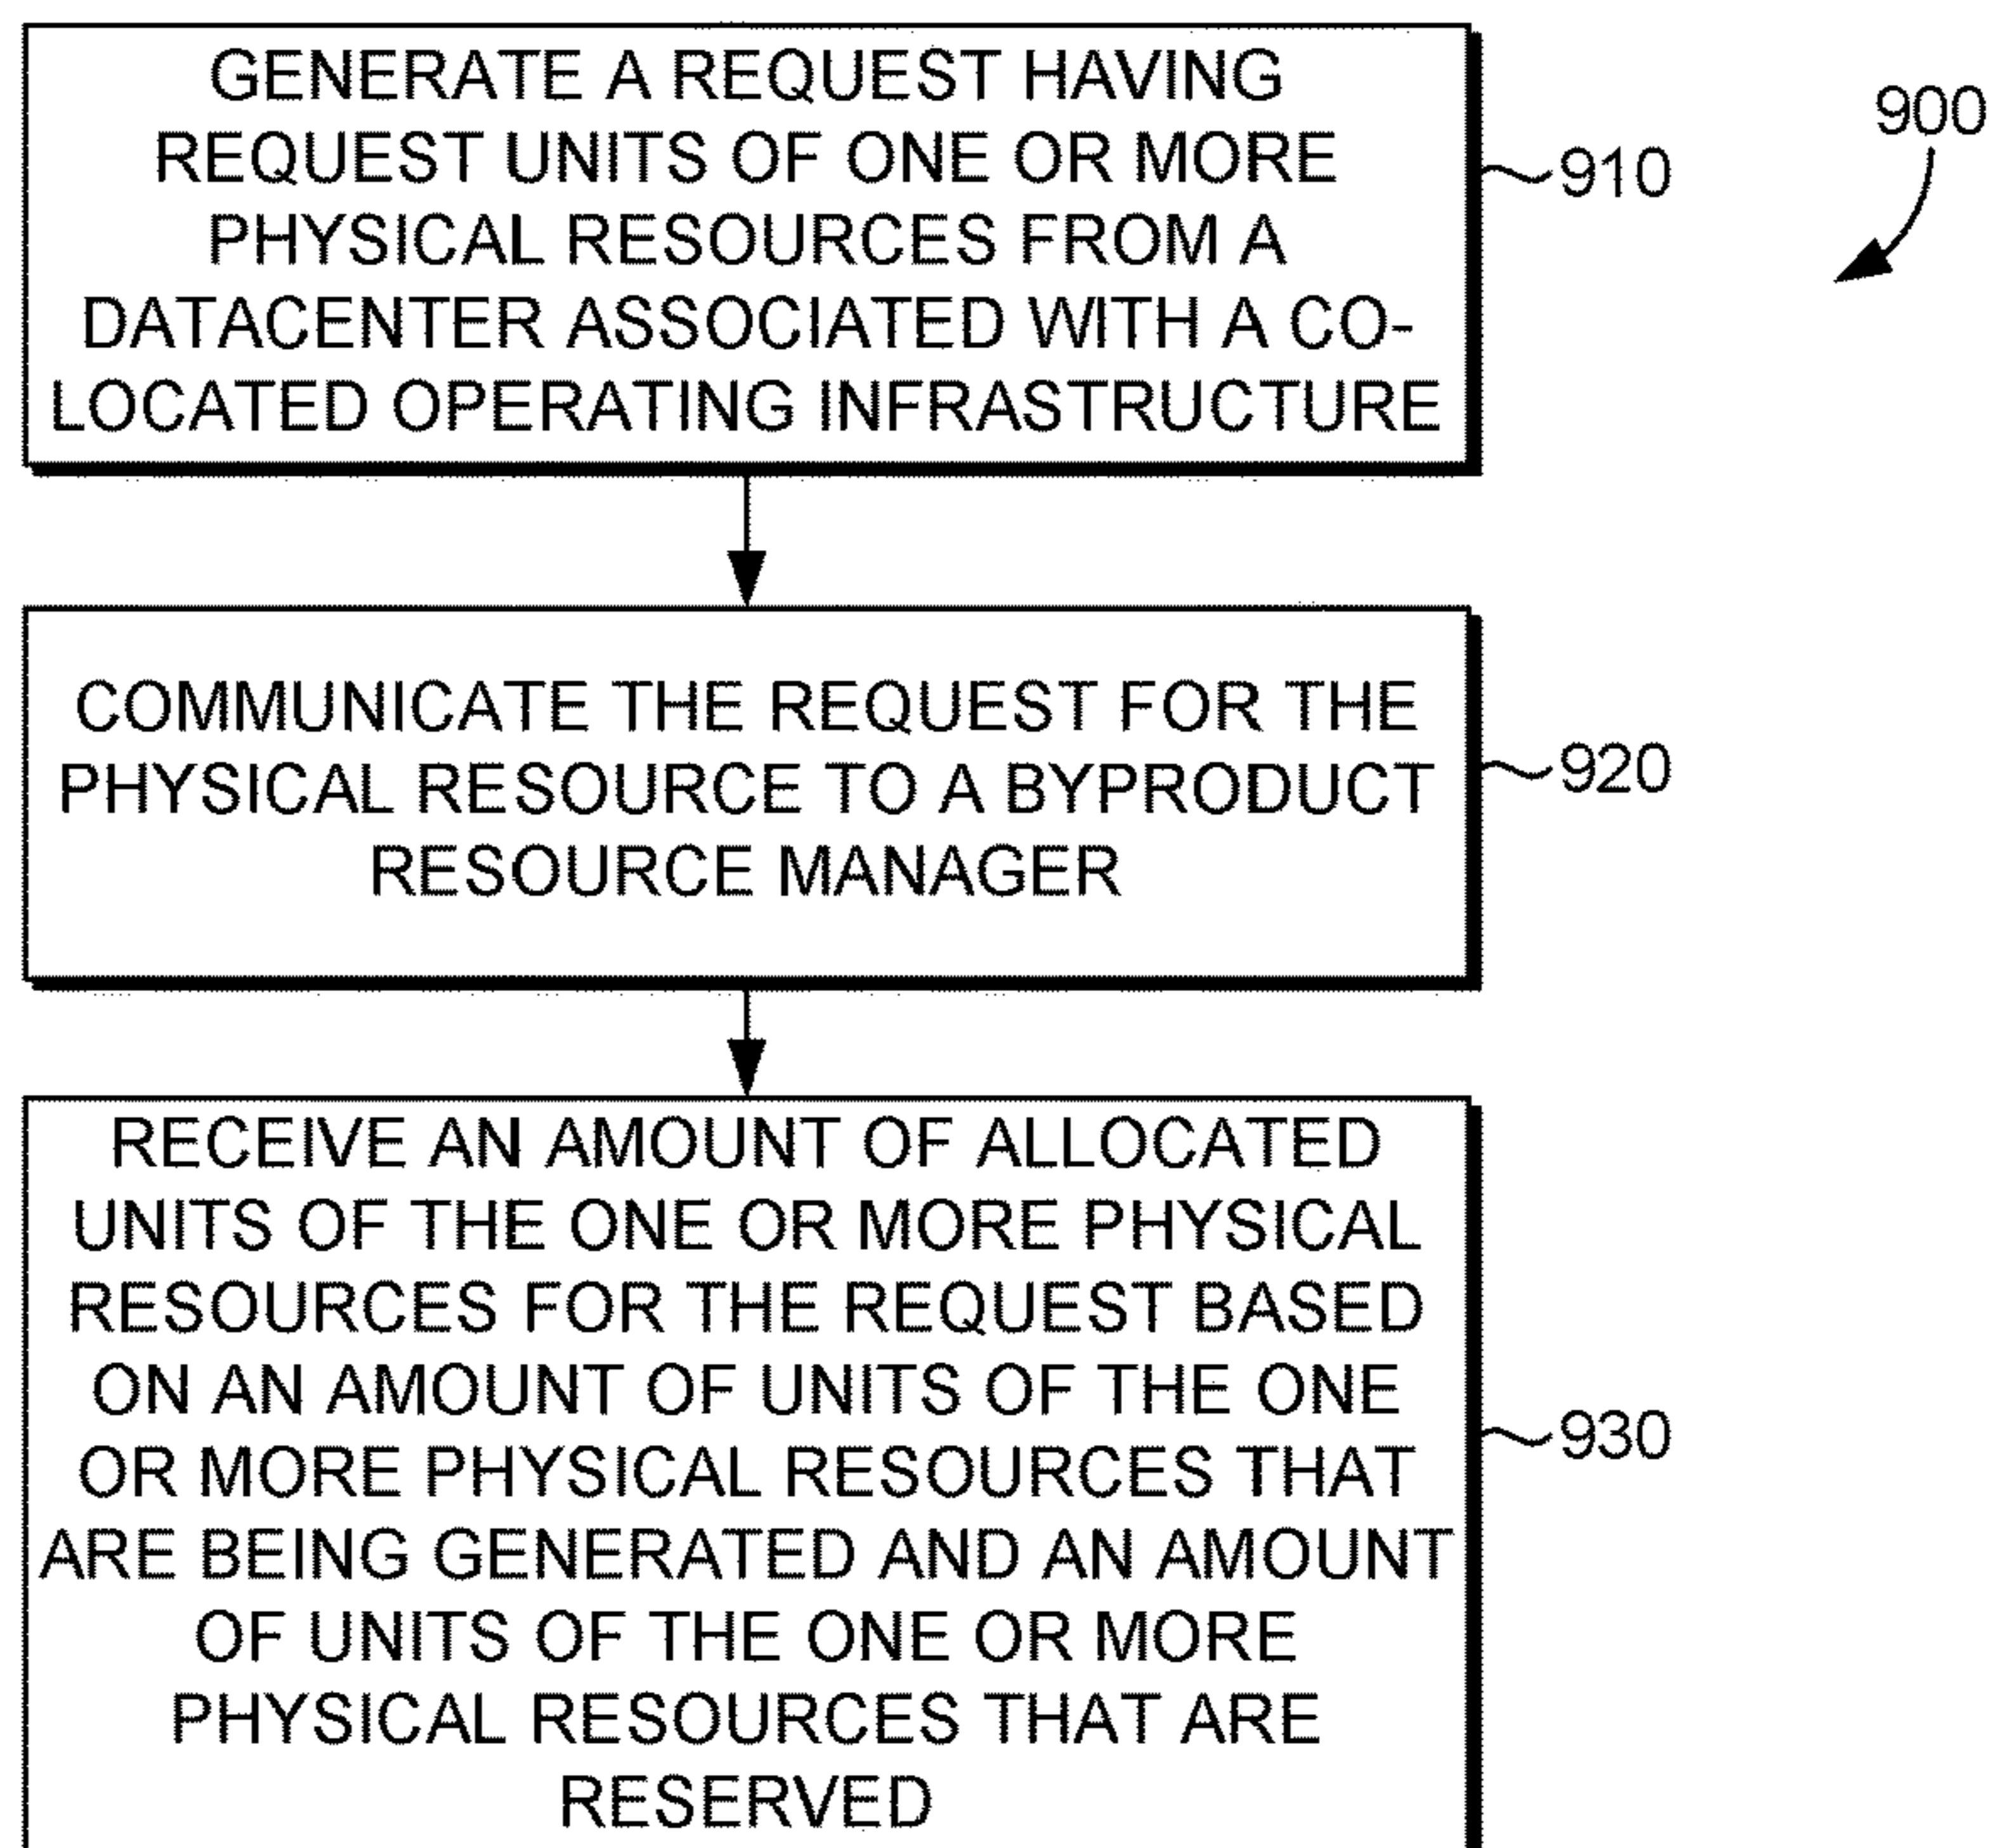 GENERATE A REQUEST HAVING
REQUEST UNITS OF ONE OR MORE
PHYSICAL RESOURCES FROM A
DATACENTER ASSOCIATED WITH A CO-
LOCATED OPERATING INFRASTRUCTURE
910
900
COMMUNICATE THE REQUEST FOR THE
PHYSICAL RESOURCE TO A BYPRODUCT
RESOURCE MANAGER
920
RECEIVE AN AMOUNT OF ALLOCATED
UNITS OF THE ONE OR MORE PHYSICAL
RESOURCES FOR THE REQUEST BASED
ON AN AMOUNT OF UNITS OF THE ONE
OR MORE PHYSICAL RESOURCES THAT
ARE BEING GENERATED AND AN AMOUNT
OF UNITS OF THE ONE OR MORE
PHYSICAL RESOURCES THAT ARE
RESERVED
930